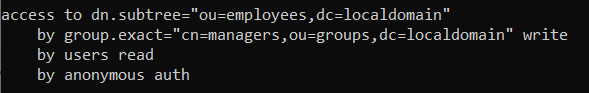 access to dn.subtree="ou=employees,dc=localdomain"
    by group.exact="cn=managers,ou=groups,dc=localdomain" write
    by users read
    by anonymous auth